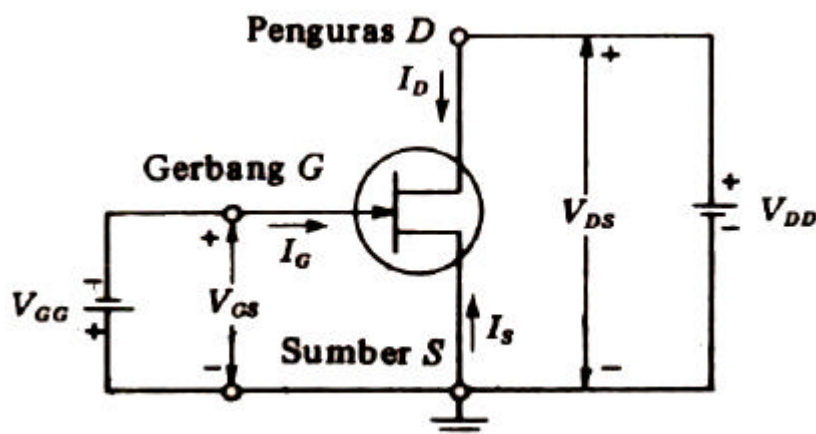 Penguras D
I_D
+
Gerbang G
+
I_G
V_GS
-
V_GG
+
-
Sumber S
I_S
V_DS
-
+
-
V_DD